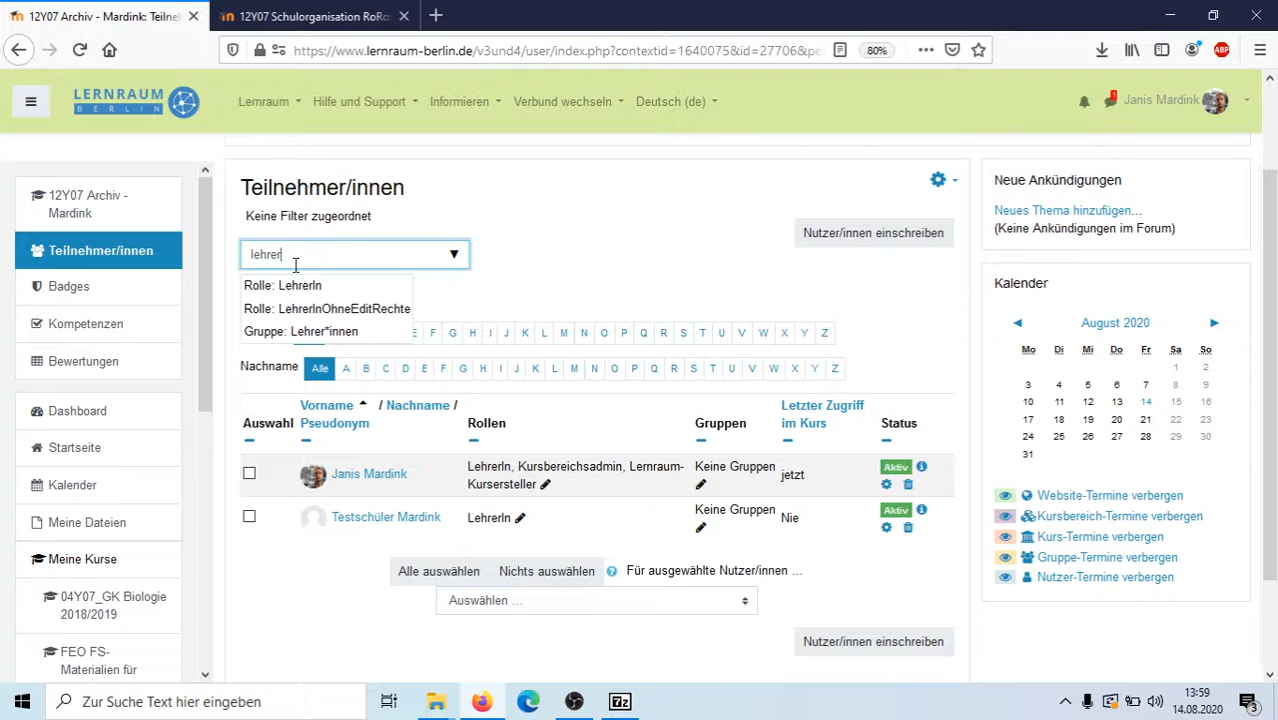 12Y07 Archiv - Mardink: Teilnel
12Y07 Schulorganisation RoRo:
https://www.lernraum-berlin.de/v3und4/user/index.php?contextid=1640075&id=27706&pe
80%
ABP
LERNRAUM
BERLIN
Lernraum
Hilfe und Support
Informieren
Verbund wechseln
Deutsch (de)
1
Janis Mardink
12Y07 Archiv -
Mardink
Teilnehmer/innen
Badges
Kompetenzen
Bewertungen
Dashboard
Startseite
Kalender
Meine Dateien
Meine Kurse
04Y07_GK Biologie
2018/2019
FEO FS-
Materialien für
Teilnehmer/innen
Keine Filter zugeordnet
Nutzer/innen einschreiben
lehrer
Rolle: LehrerIn
Rolle: LehrerInOhneEditRechte
Gruppe: Lehrer*innen
E F G H I J K L M N O P Q R S T U V W X Y Z
Nachname Alle A B C D E F G H I J K L M N O P Q R S T U V W X Y Z
Auswahl Vorname / Nachname / Pseudonym Rollen Gruppen Letzter Zugriff im Kurs Status
Janis Mardink LehrerIn, Kursbereichsadmin, Lernraum-Kursersteller Keine Gruppen jetzt Aktiv
Testschüler Mardink LehrerIn Keine Gruppen Nie Aktiv
Alle auswählen Nichts auswählen Für ausgewählte Nutzer/innen ...
Auswählen ...
Nutzer/innen einschreiben
Neue Ankündigungen
Neues Thema hinzufügen...
(Keine Ankündigungen im Forum)
Kalender
August 2020
Mo Di Mi Do Fr Sa So
1 2
3 4 5 6 7 8 9
10 11 12 13 14 15 16
17 18 19 20 21 22 23
24 25 26 27 28 29 30
31
Website-Termine verbergen
Kursbereich-Termine verbergen
Kurs-Termine verbergen
Gruppe-Termine verbergen
Nutzer-Termine verbergen
Zur Suche Text hier eingeben
7z
13:59
14.08.2020
3